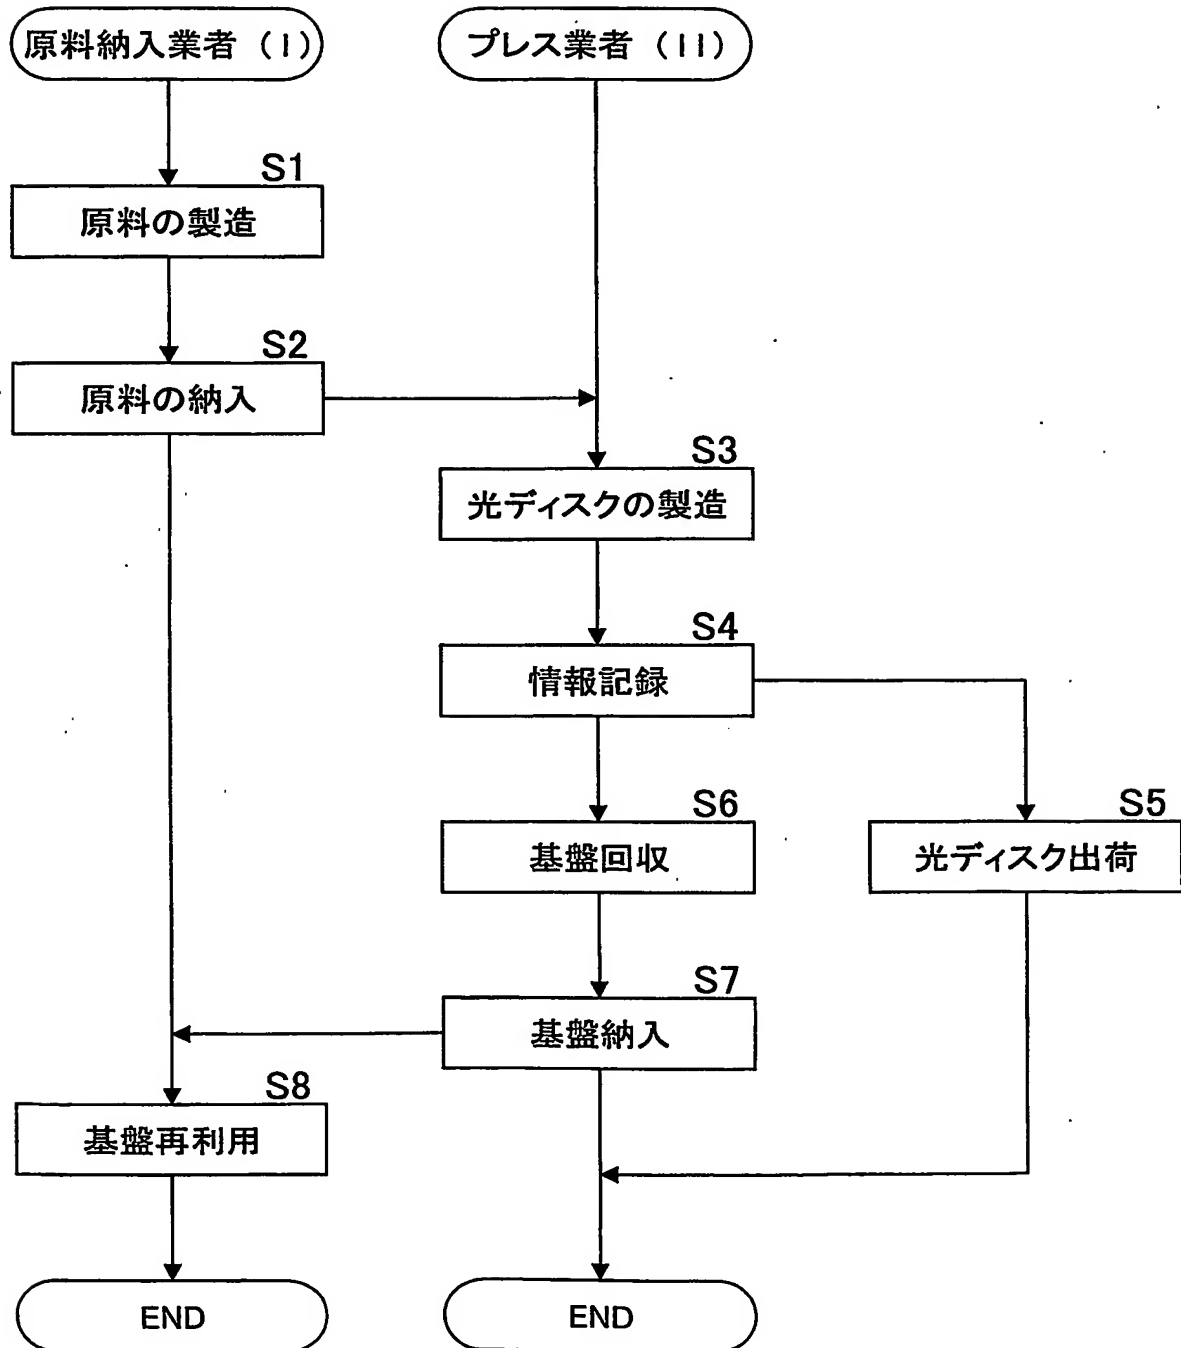 原料納入業者（I）
プレス業者（II）
S1
原料の製造
S2
原料の納入
S3
光ディスクの製造
S4
情報記録
S6
基盤回収
S5
光ディスク出荷
S7
基盤納入
S8
基盤再利用
END
END